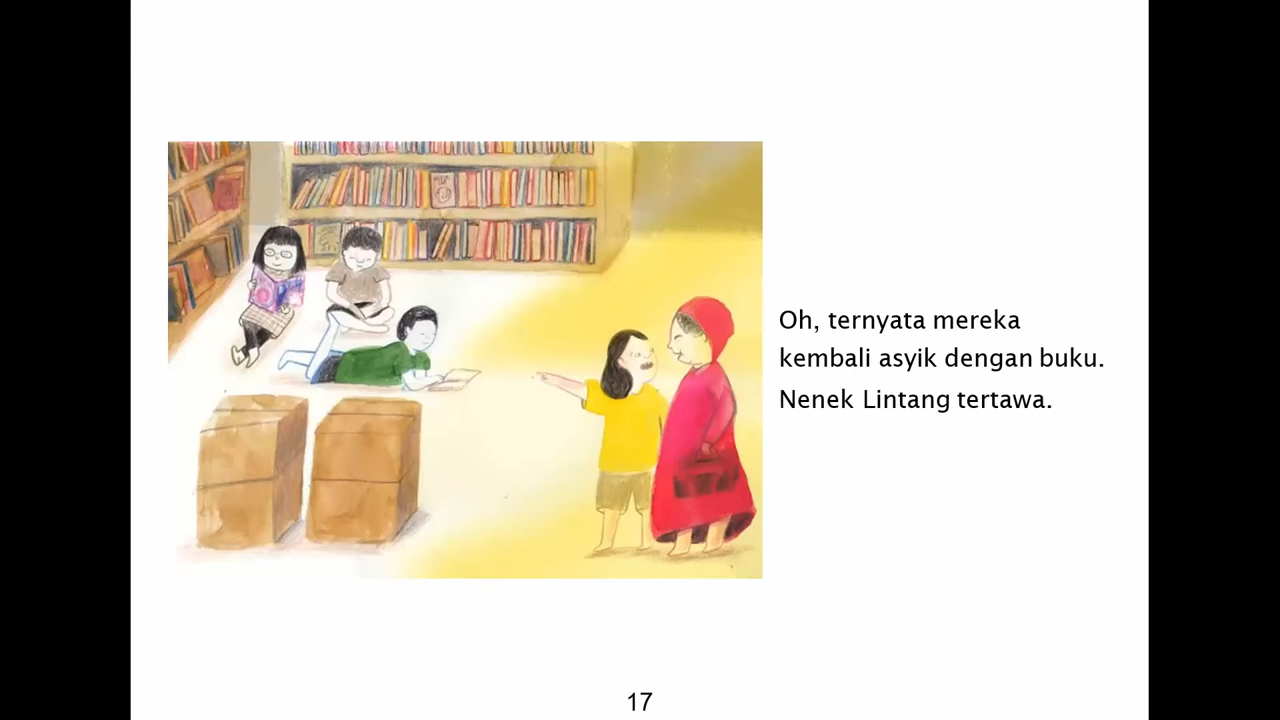 Oh, ternyata mereka
kembali asyik dengan buku.
Nenek Lintang tertawa.
17